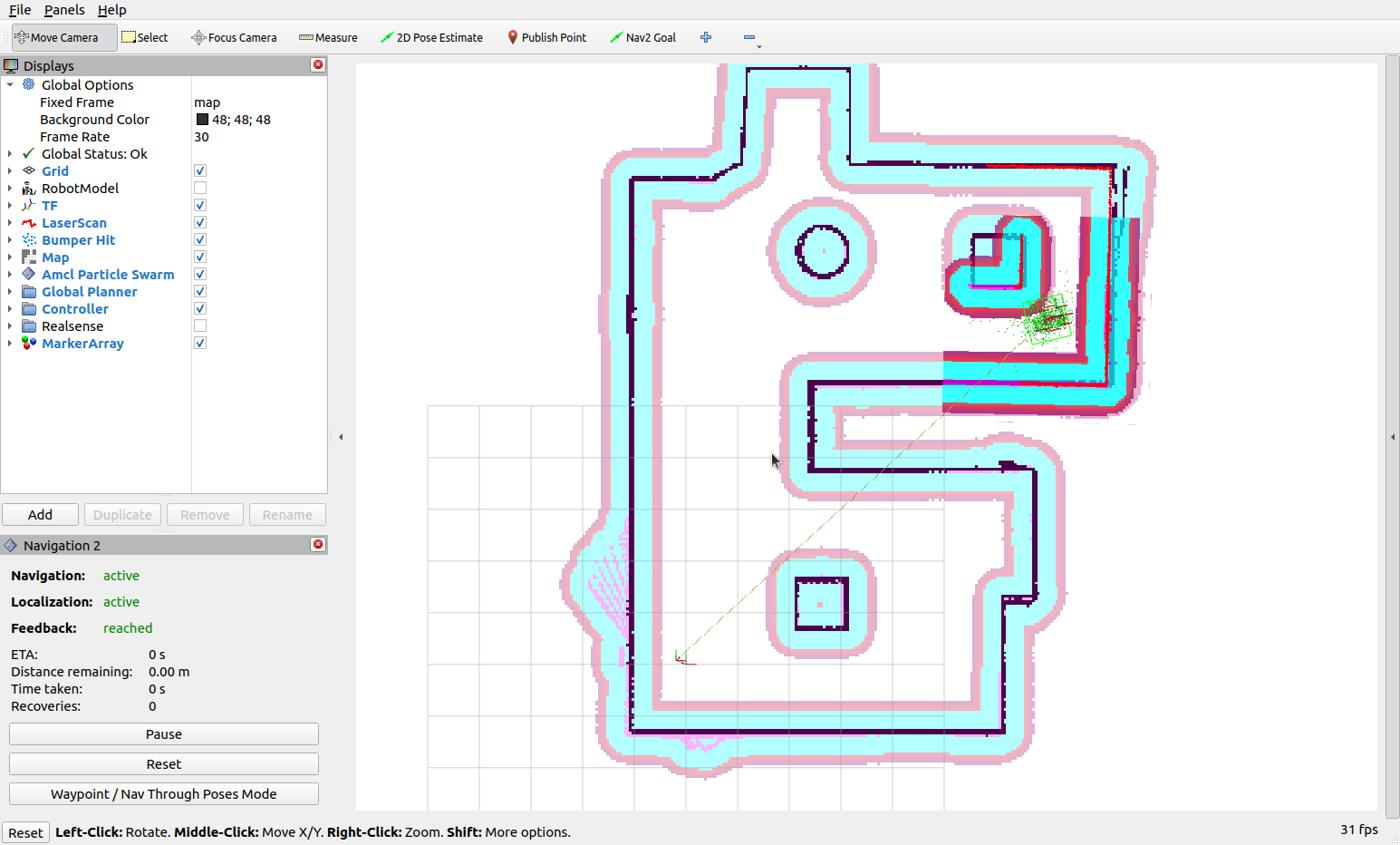 File Panels Help
Move Camera Select Focus Camera Measure 2D Pose Estimate Publish Point Nav2 Goal
Displays
Global Options
Fixed Frame map
Background Color 48; 48; 48
Frame Rate 30
Global Status: Ok
Grid
RobotModel
TF
LaserScan
Bumper Hit
Map
Amcl Particle Swarm
Global Planner
Controller
Realsense
MarkerArray
Add Duplicate Remove Rename
Navigation 2
Navigation: active
Localization: active
Feedback: reached
ETA: 0 s
Distance remaining: 0.00 m
Time taken: 0 s
Recoveries: 0
Pause
Reset
Waypoint / Nav Through Poses Mode
Reset Left-Click: Rotate. Middle-Click: Move X/Y. Right-Click: Zoom. Shift: More options. 31 fps